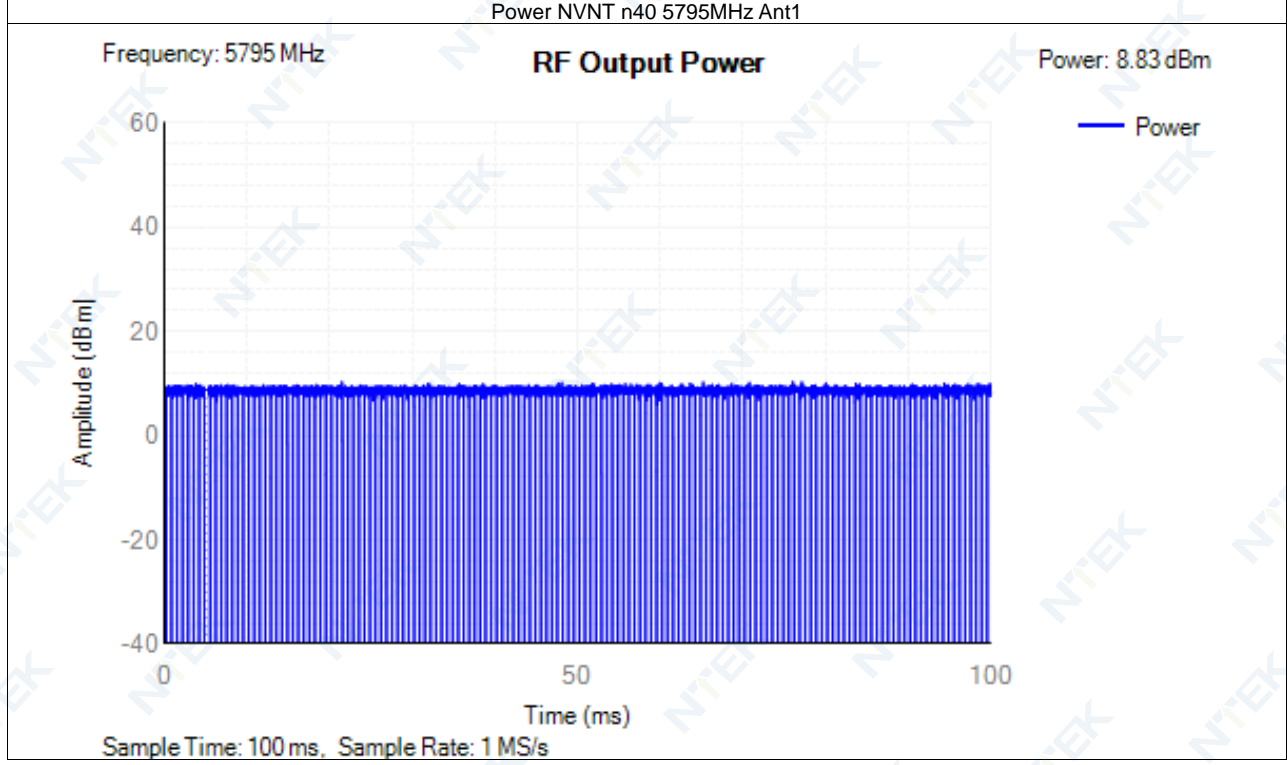 Power NVNT n40 5795MHz Ant1
Frequency: 5795 MHz
RF Output Power
Power: 8.83 dBm
Power
60
40
20
0
-20
-40
Amplitude (dBm)
0
50
100
Time (ms)
Sample Time: 100 ms, Sample Rate: 1 MS/s
NTEK